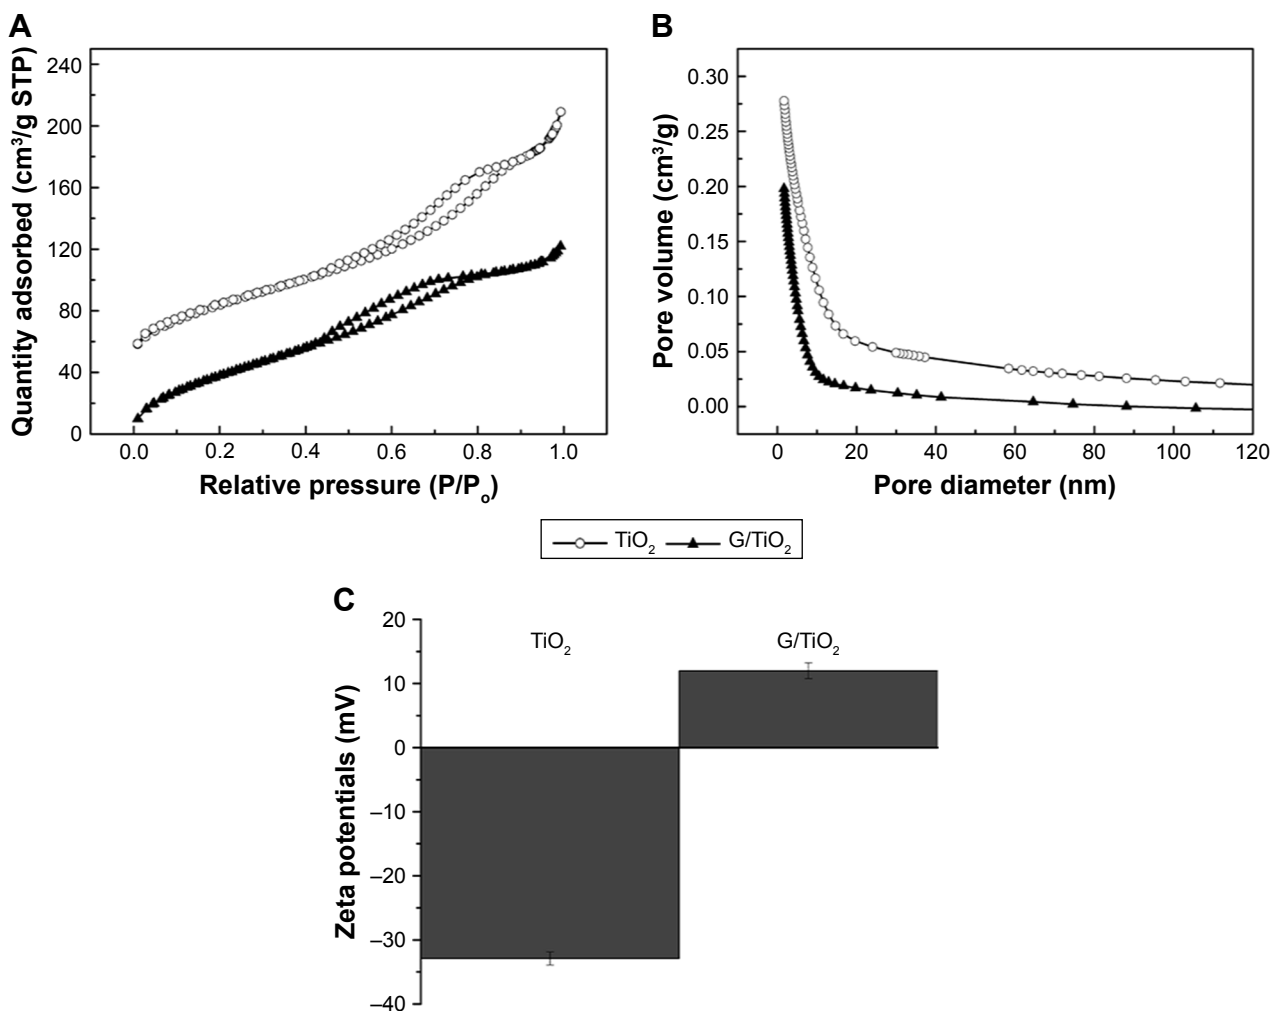 A
B
Quantity adsorbed (cm³/g STP)
240
200
160
120
80
40
0
0.0 0.2 0.4 0.6 0.8 1.0
Relative pressure (P/Pₒ)
Pore volume (cm³/g)
0.30
0.25
0.20
0.15
0.10
0.05
0.00
0 20 40 60 80 100 120
Pore diameter (nm)
TiO₂ G/TiO₂
C
Zeta potentials (mV)
20
10
0
–10
–20
–30
–40
TiO₂ G/TiO₂